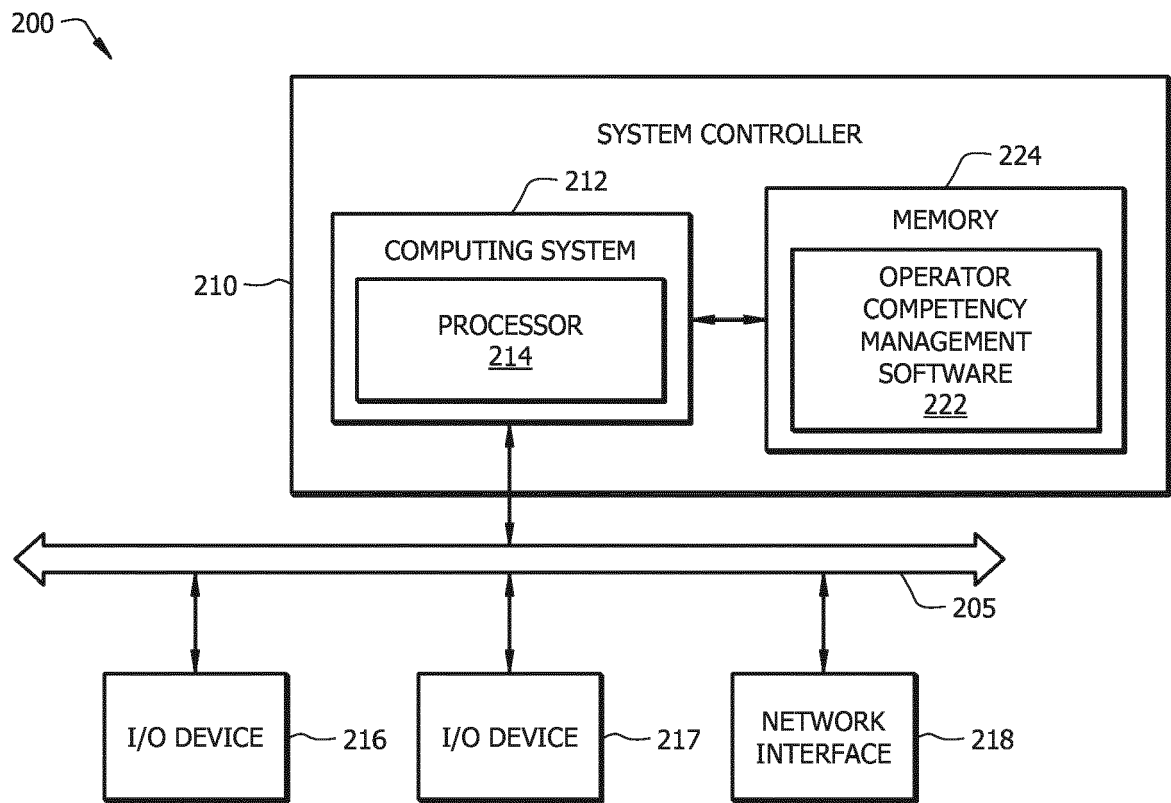 200
SYSTEM CONTROLLER
224
212
MEMORY
COMPUTING SYSTEM
210
PROCESSOR
214
OPERATOR
COMPETENCY
MANAGEMENT
SOFTWARE
222
205
I/O DEVICE
216
I/O DEVICE
217
NETWORK
INTERFACE
218